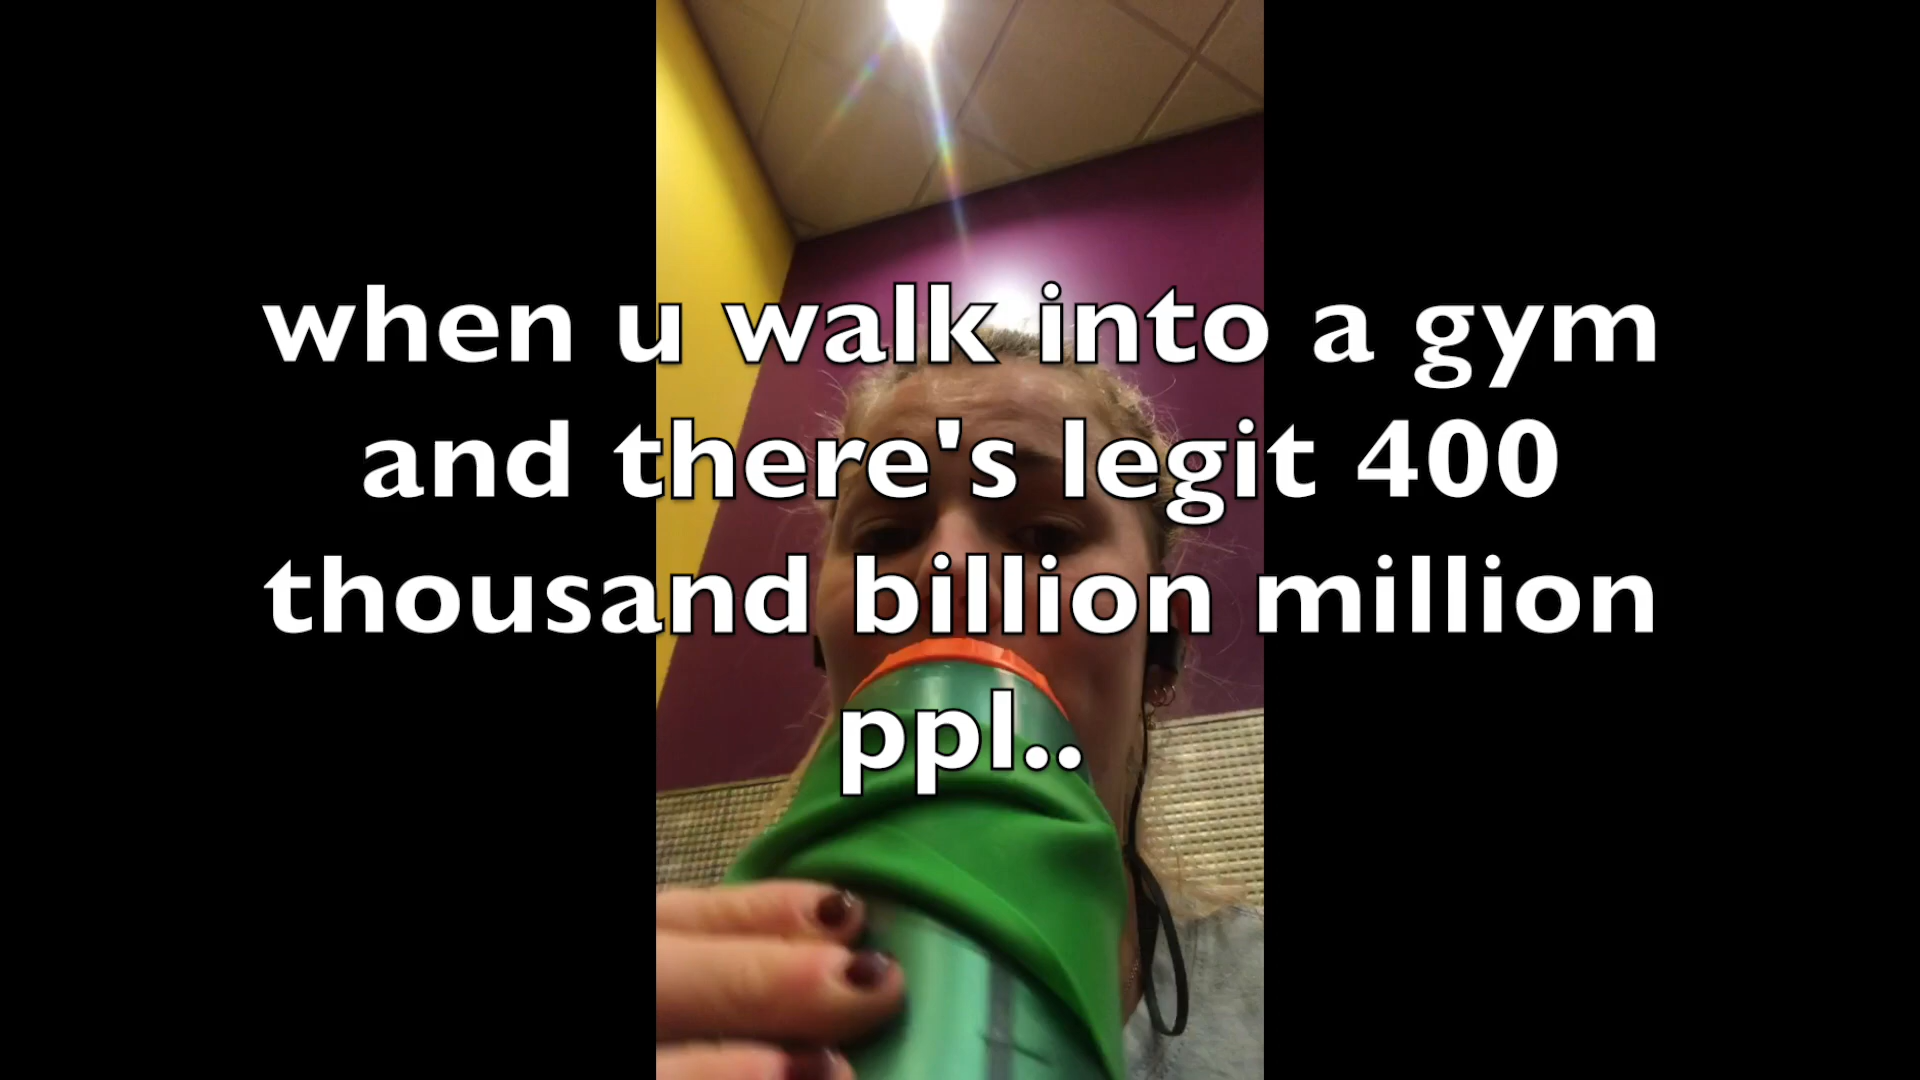 when u walk into a gym
and there's legit 400
thousand billion million
ppl..